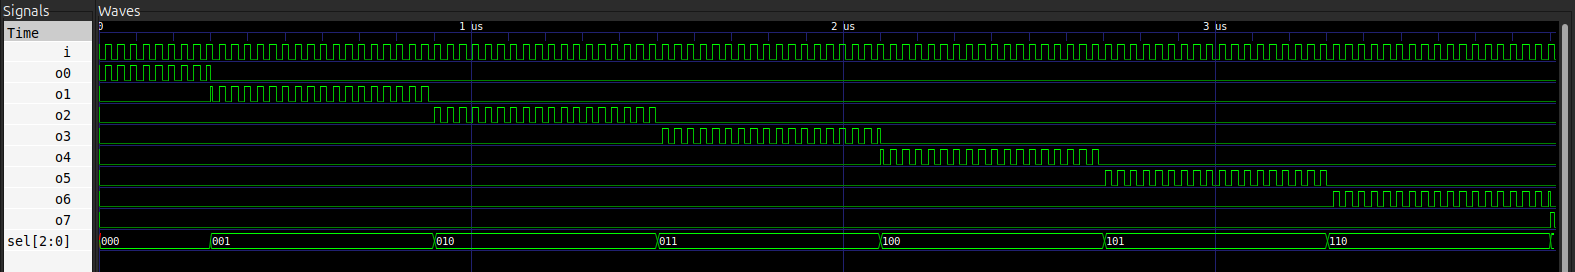 Signals Waves
Time 0 1 us 2 us 3 us
i
o0
o1
o2
o3
o4
o5
o6
o7
sel[2:0] 000 001 010 011 100 101 110